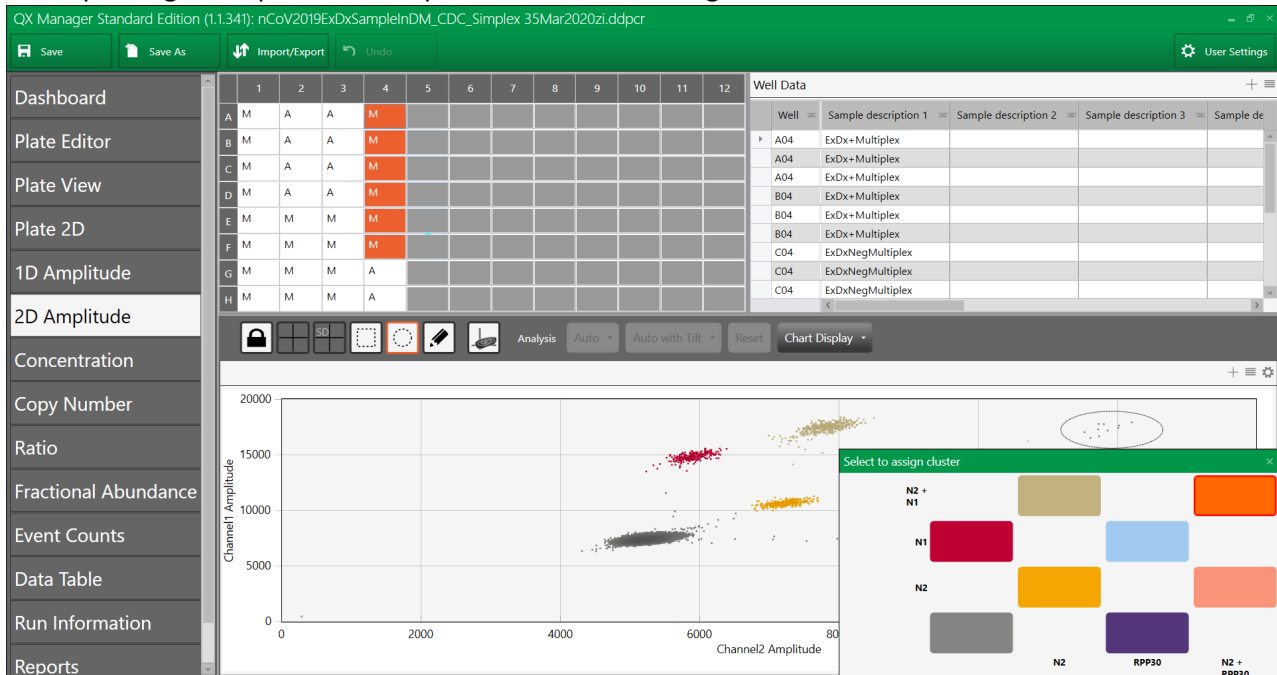 QX Manager Standard Edition (1.1.341): nCoV2019ExDxSampleInDM_CDC_Simplex 35Mar2020zi.ddpcr
Save
Save As
Import/Export
Undo
User Settings
Dashboard
Plate Editor
Plate View
Plate 2D
1D Amplitude
2D Amplitude
Concentration
Copy Number
Ratio
Fractional Abundance
Event Counts
Data Table
Run Information
Reports
1 2 3 4 5 6 7 8 9 10 11 12
A M A A M
B M A A M
C M A A M
D M A A M
E M M M M
F M M M M
G M M M A
H M M M A
Well Data
Well Sample description 1 Sample description 2 Sample description 3 Sample de
A04 ExDx+Multiplex
A04 ExDx+Multiplex
A04 ExDx+Multiplex
B04 ExDx+Multiplex
B04 ExDx+Multiplex
B04 ExDx+Multiplex
C04 ExDxNegMultiplex
C04 ExDxNegMultiplex
C04 ExDxNegMultiplex
SD
Analysis
Auto
Auto with Tilt
Reset
Chart Display
20000
15000
10000
5000
0
Channel1 Amplitude
0 2000 4000 6000 80
Channel2 Amplitude
Select to assign cluster
N2 +
N1
N1
N2
N2 RPP30 N2 +
RPP30